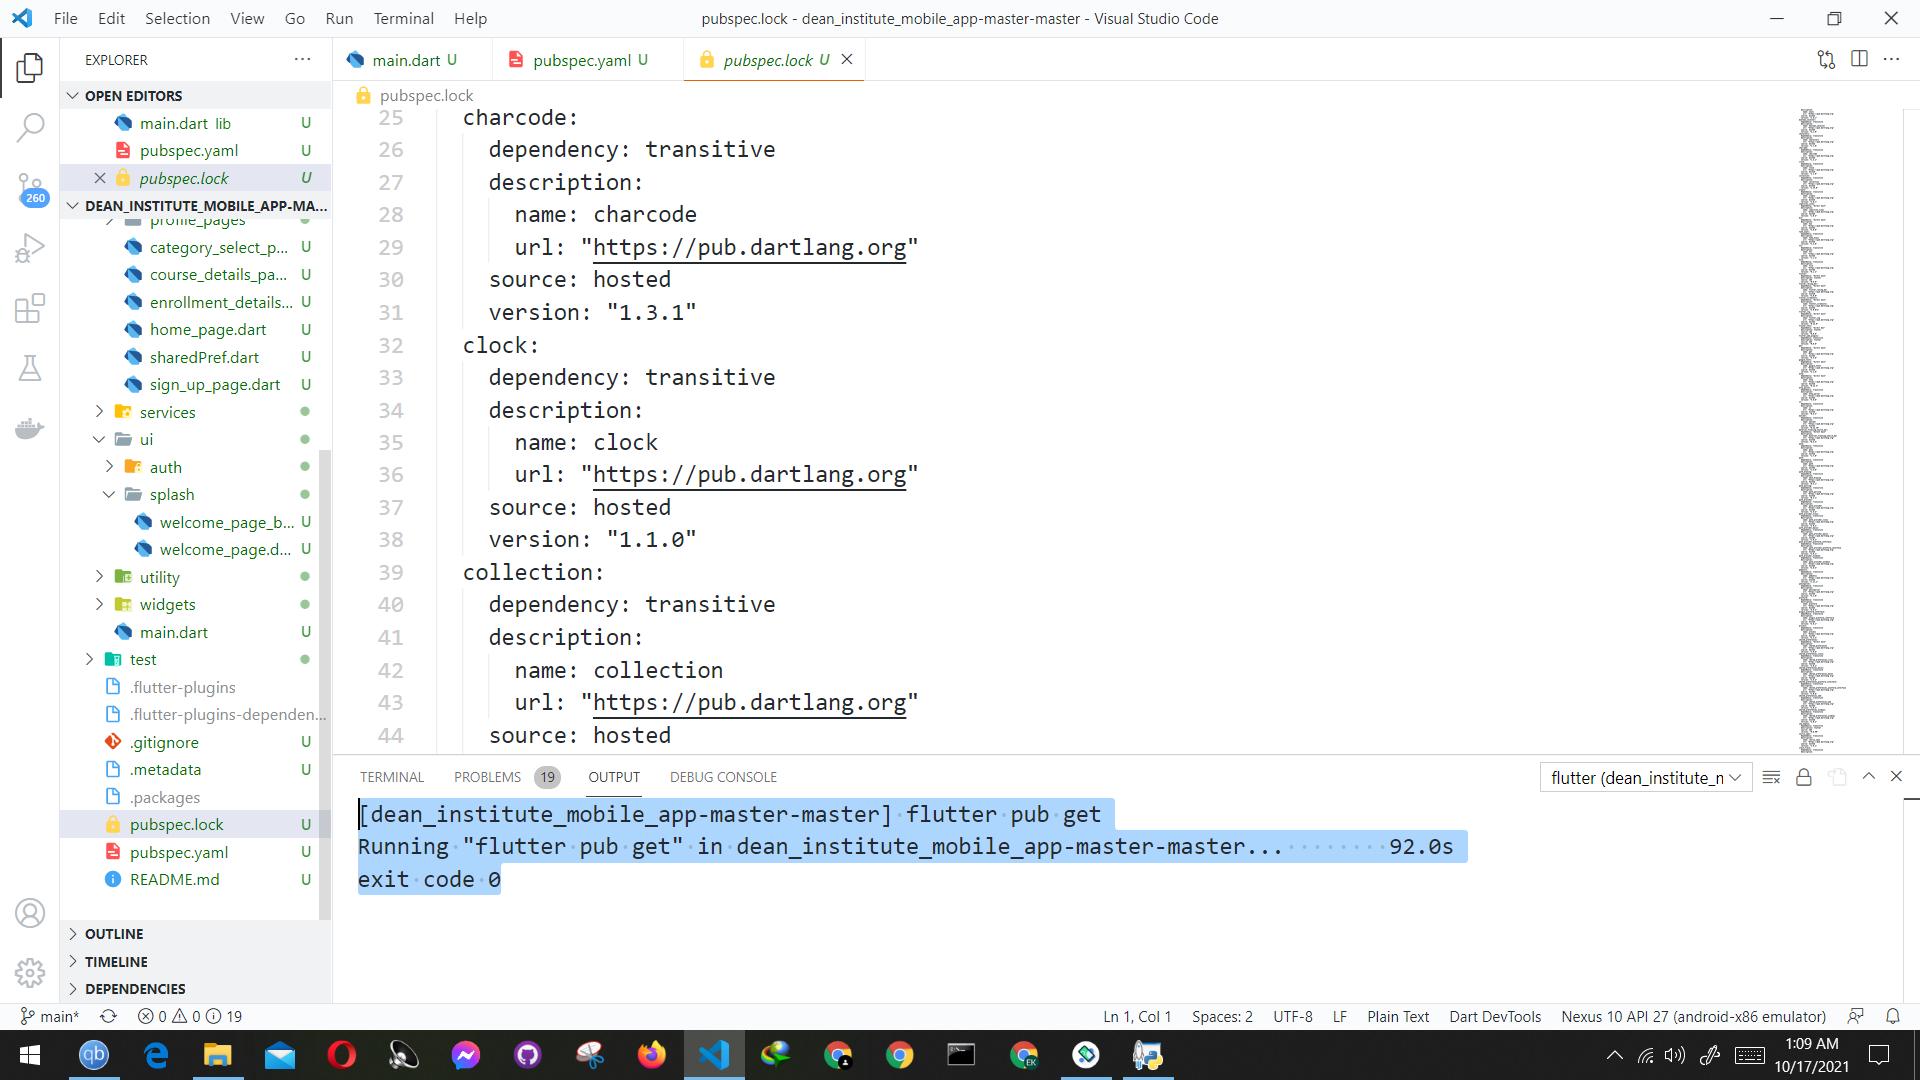 File Edit Selection View Go Run Terminal Help
pubspec.lock - dean_institute_mobile_app-master-master - Visual Studio Code
EXPLORER
main.dart U
pubspec.yaml U
pubspec.lock U
OPEN EDITORS
main.dart lib U
pubspec.yaml U
pubspec.lock U
260
DEAN_INSTITUTE_MOBILE_APP-MA...
profile_pages
category_select_p... U
course_details_pa... U
enrollment_details... U
home_page.dart U
sharedPref.dart U
sign_up_page.dart U
services
ui
auth
splash
welcome_page_b... U
welcome_page.d... U
utility
widgets
main.dart U
test
.flutter-plugins
.flutter-plugins-dependen...
.gitignore U
.metadata U
.packages
pubspec.lock U
pubspec.yaml U
README.md U
OUTLINE
TIMELINE
DEPENDENCIES
pubspec.lock
25 charcode:
26 dependency: transitive
27 description:
28 name: charcode
29 url: "https://pub.dartlang.org"
30 source: hosted
31 version: "1.3.1"
32 clock:
33 dependency: transitive
34 description:
35 name: clock
36 url: "https://pub.dartlang.org"
37 source: hosted
38 version: "1.1.0"
39 collection:
40 dependency: transitive
41 description:
42 name: collection
43 url: "https://pub.dartlang.org"
44 source: hosted
TERMINAL PROBLEMS 19 OUTPUT DEBUG CONSOLE
flutter (dean_institute_n
[dean_institute_mobile_app-master-master] flutter pub get
Running "flutter pub get" in dean_institute_mobile_app-master-master... 92.0s
exit code 0
main* 0 0 19
Ln 1, Col 1 Spaces: 2 UTF-8 LF Plain Text Dart DevTools Nexus 10 API 27 (android-x86 emulator)
qb
EK
1:09 AM
10/17/2021